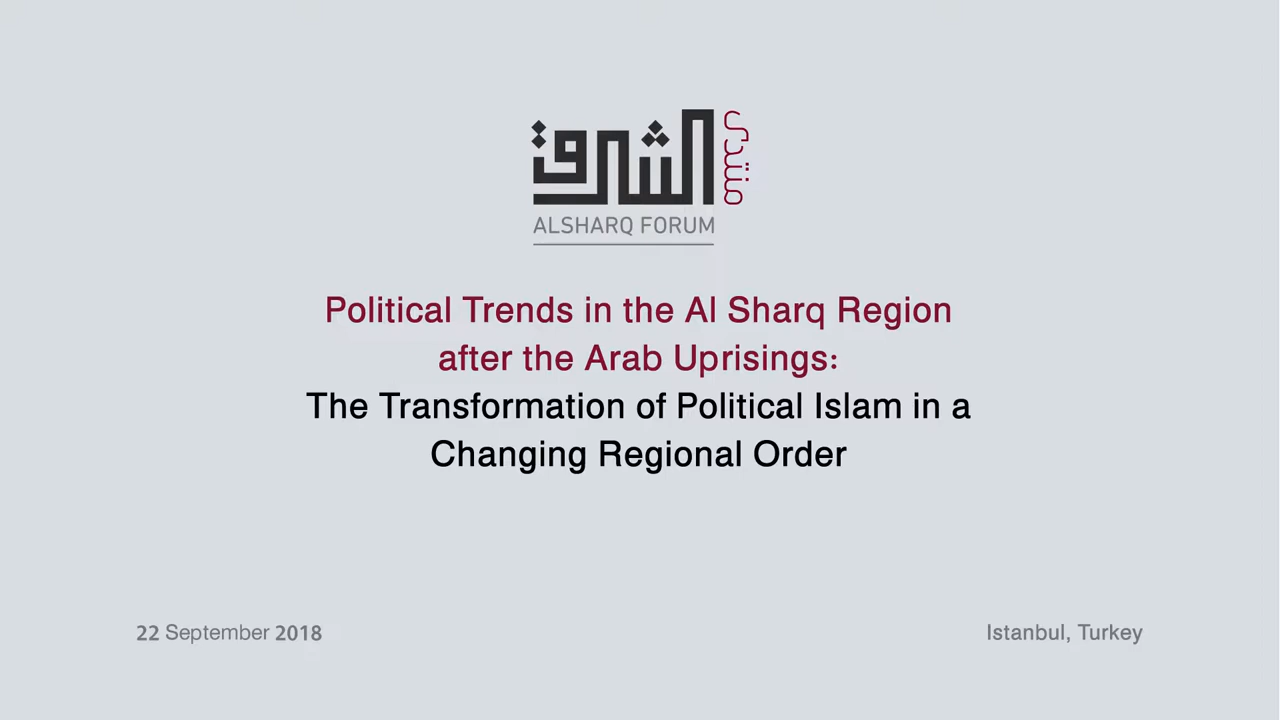 الشرق
منتدى
ALSHARQ FORUM
Political Trends in the Al Sharq Region
after the Arab Uprisings:
The Transformation of Political Islam in a
Changing Regional Order
22 September 2018
Istanbul, Turkey